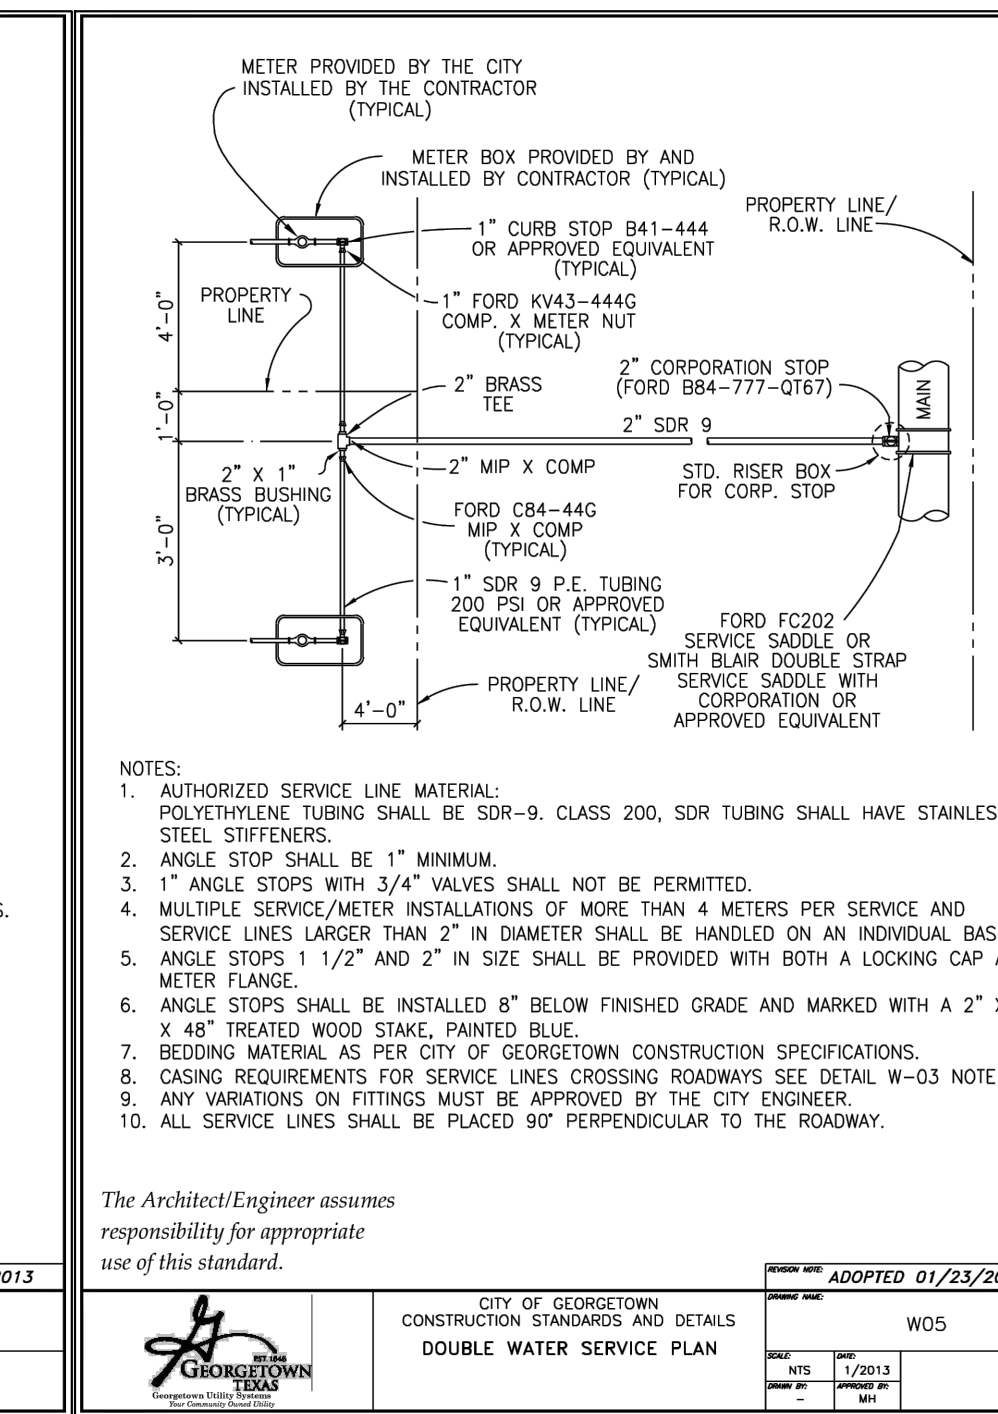 METER PROVIDED BY THE CITY
INSTALLED BY THE CONTRACTOR
(TYPICAL)
METER BOX PROVIDED BY AND
INSTALLED BY CONTRACTOR (TYPICAL)
PROPERTY LINE/
R.O.W. LINE
1" CURB STOP B41-444
OR APPROVED EQUIVALENT
(TYPICAL)
4'-0"
PROPERTY
LINE
1" FORD KV43-444G
COMP. X METER NUT
(TYPICAL)
2" CORPORATION STOP
(FORD B84-777-QT67)
MAIN
2" BRASS
TEE
1'-0"
2" SDR 9
2" X 1"
BRASS BUSHING
(TYPICAL)
2" MIP X COMP
STD. RISER BOX
FOR CORP. STOP
FORD C84-44G
MIP X COMP
(TYPICAL)
3'-0"
1" SDR 9 P.E. TUBING
200 PSI OR APPROVED
EQUIVALENT (TYPICAL)
FORD FC202
SERVICE SADDLE OR
SMITH BLAIR DOUBLE STRAP
SERVICE SADDLE WITH
CORPORATION OR
APPROVED EQUIVALENT
PROPERTY LINE/
R.O.W. LINE
4'-0"
NOTES:
1. AUTHORIZED SERVICE LINE MATERIAL:
POLYETHYLENE TUBING SHALL BE SDR-9. CLASS 200, SDR TUBING SHALL HAVE STAINLES
STEEL STIFFENERS.
2. ANGLE STOP SHALL BE 1" MINIMUM.
3. 1" ANGLE STOPS WITH 3/4" VALVES SHALL NOT BE PERMITTED.
4. MULTIPLE SERVICE/METER INSTALLATIONS OF MORE THAN 4 METERS PER SERVICE AND
SERVICE LINES LARGER THAN 2" IN DIAMETER SHALL BE HANDLED ON AN INDIVIDUAL BAS
5. ANGLE STOPS 1 1/2" AND 2" IN SIZE SHALL BE PROVIDED WITH BOTH A LOCKING CAP
METER FLANGE.
6. ANGLE STOPS SHALL BE INSTALLED 8" BELOW FINISHED GRADE AND MARKED WITH A 2" X
X 48" TREATED WOOD STAKE, PAINTED BLUE.
7. BEDDING MATERIAL AS PER CITY OF GEORGETOWN CONSTRUCTION SPECIFICATIONS.
8. CASING REQUIREMENTS FOR SERVICE LINES CROSSING ROADWAYS SEE DETAIL W-03 NOTE
9. ANY VARIATIONS ON FITTINGS MUST BE APPROVED BY THE CITY ENGINEER.
10. ALL SERVICE LINES SHALL BE PLACED 90° PERPENDICULAR TO THE ROADWAY.
S.
The Architect/Engineer assumes
responsibility for appropriate
use of this standard.
2013
REVISION NOTE:
ADOPTED 01/23/20
EST. 1848
GEORGETOWN
TEXAS
Georgetown Utility Systems
Your Community Owned Utility
CITY OF GEORGETOWN
CONSTRUCTION STANDARDS AND DETAILS
DOUBLE WATER SERVICE PLAN
DRAWING NAME:
W05
SCALE:
NTS
DATE:
1/2013
DRAWN BY:
-
APPROVED BY:
MH